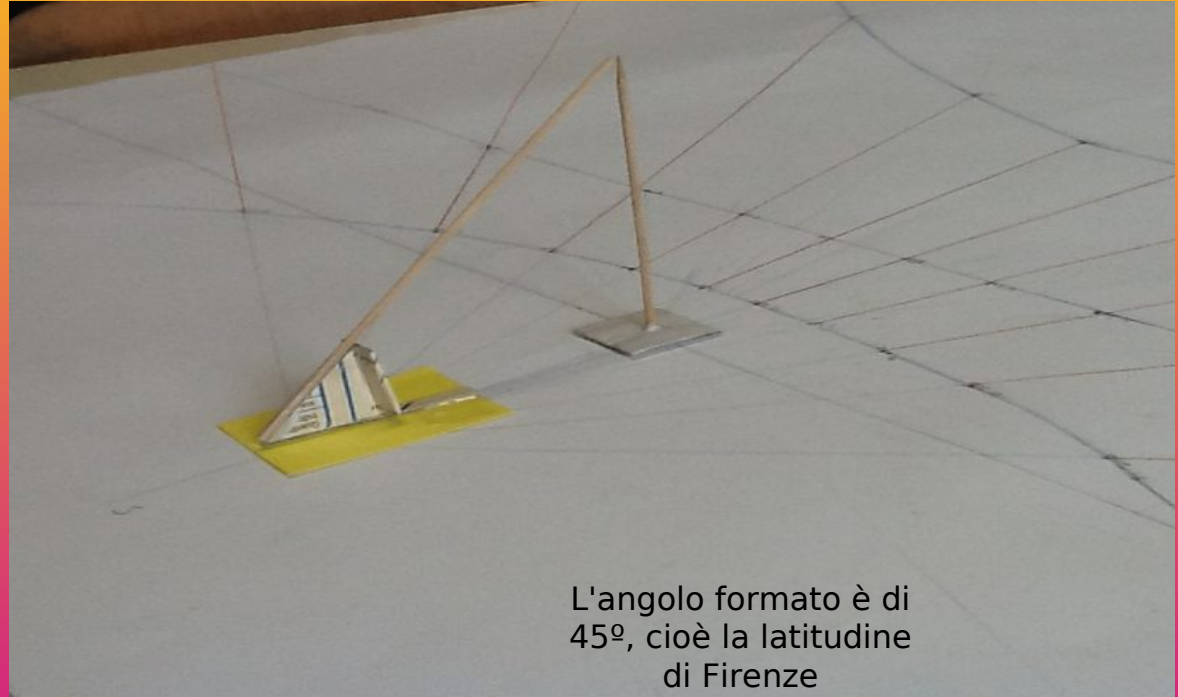 L'angolo formato è di
45º, cioè la latitudine
di Firenze